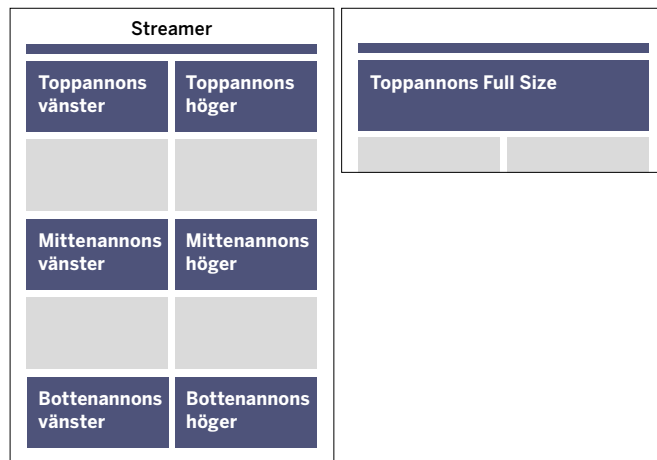 Streamer
Toppannons
vänster
Toppannons
höger
Mittenannons
vänster
Mittenannons
höger
Bottenannons
vänster
Bottenannons
höger
Toppannons Full Size